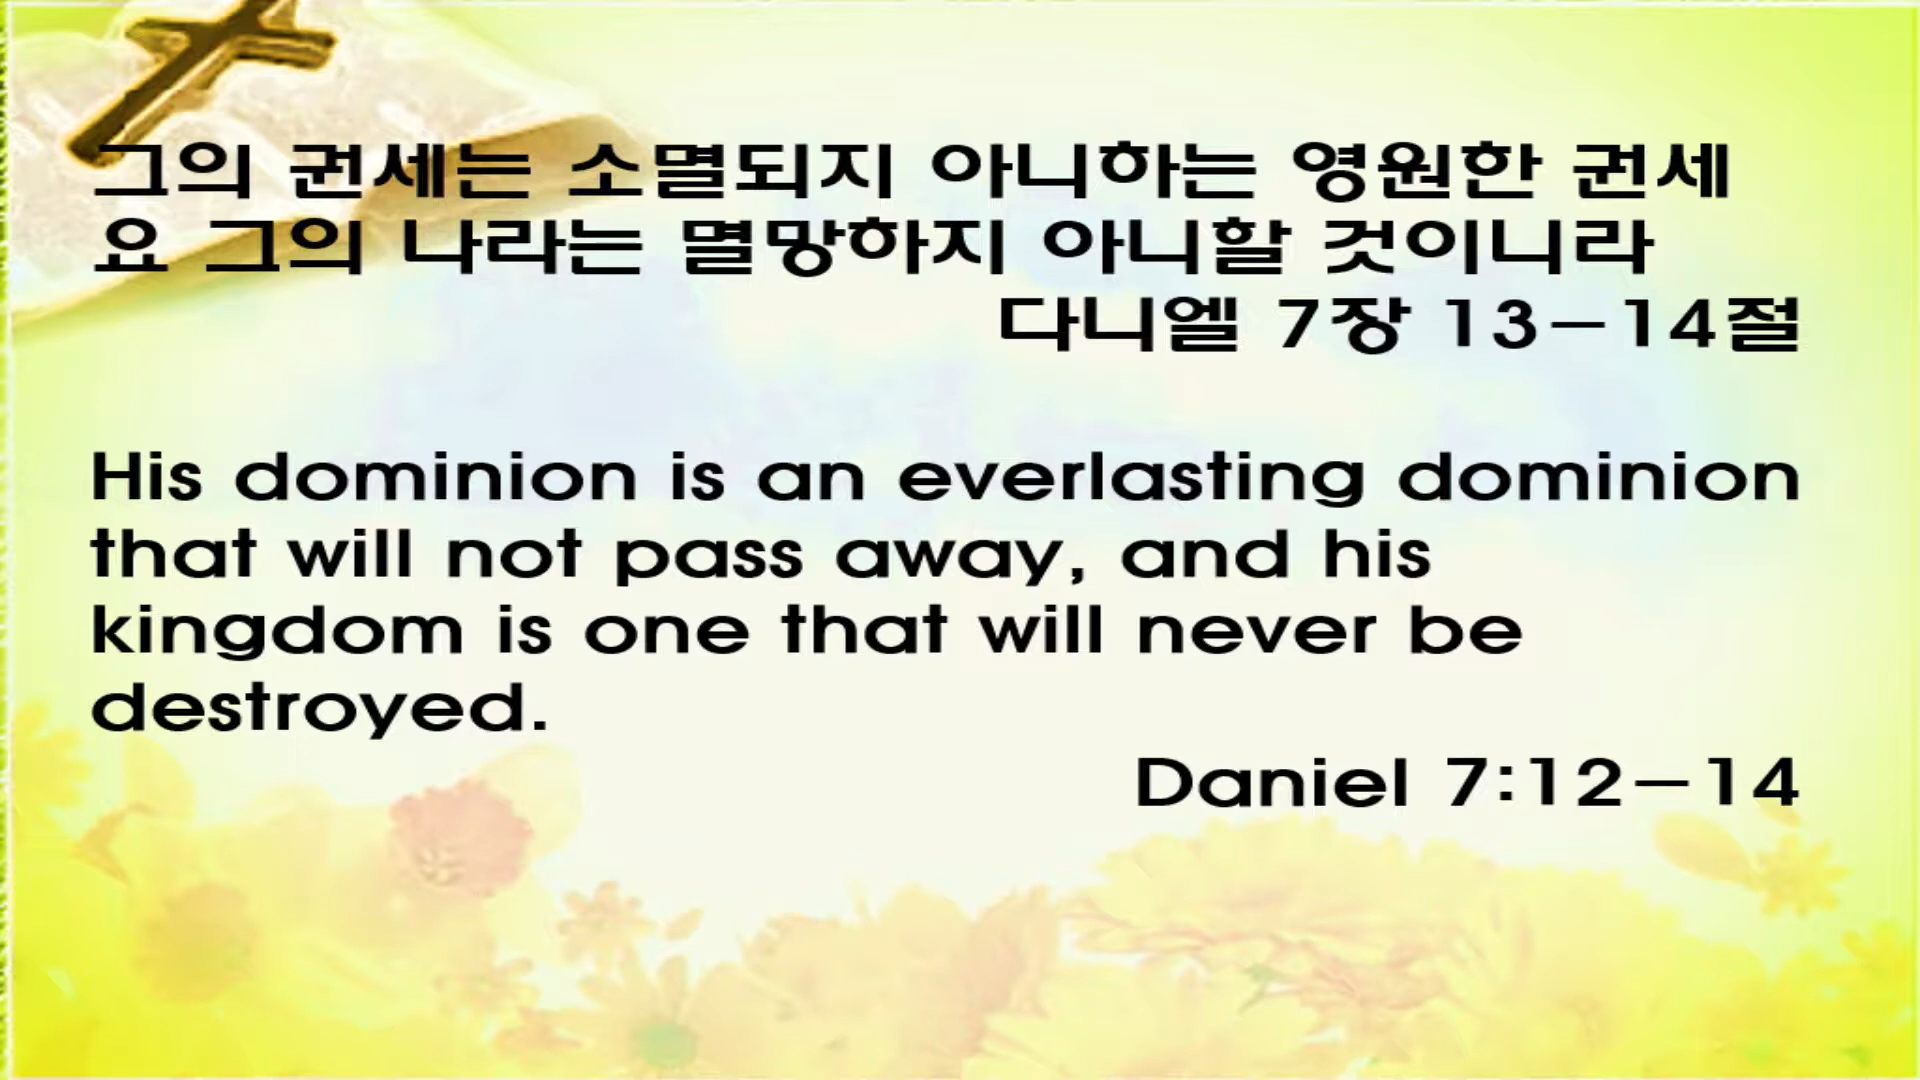 그의 권세는 소멸되지 아니하는 영원한 권세
요 그의 나라는 멸망하지 아니할 것이니라
다니엘 7장 13-14절
His dominion is an everlasting dominion
that will not pass away, and his
kingdom is one that will never be
destroyed.
Daniel 7:12-14